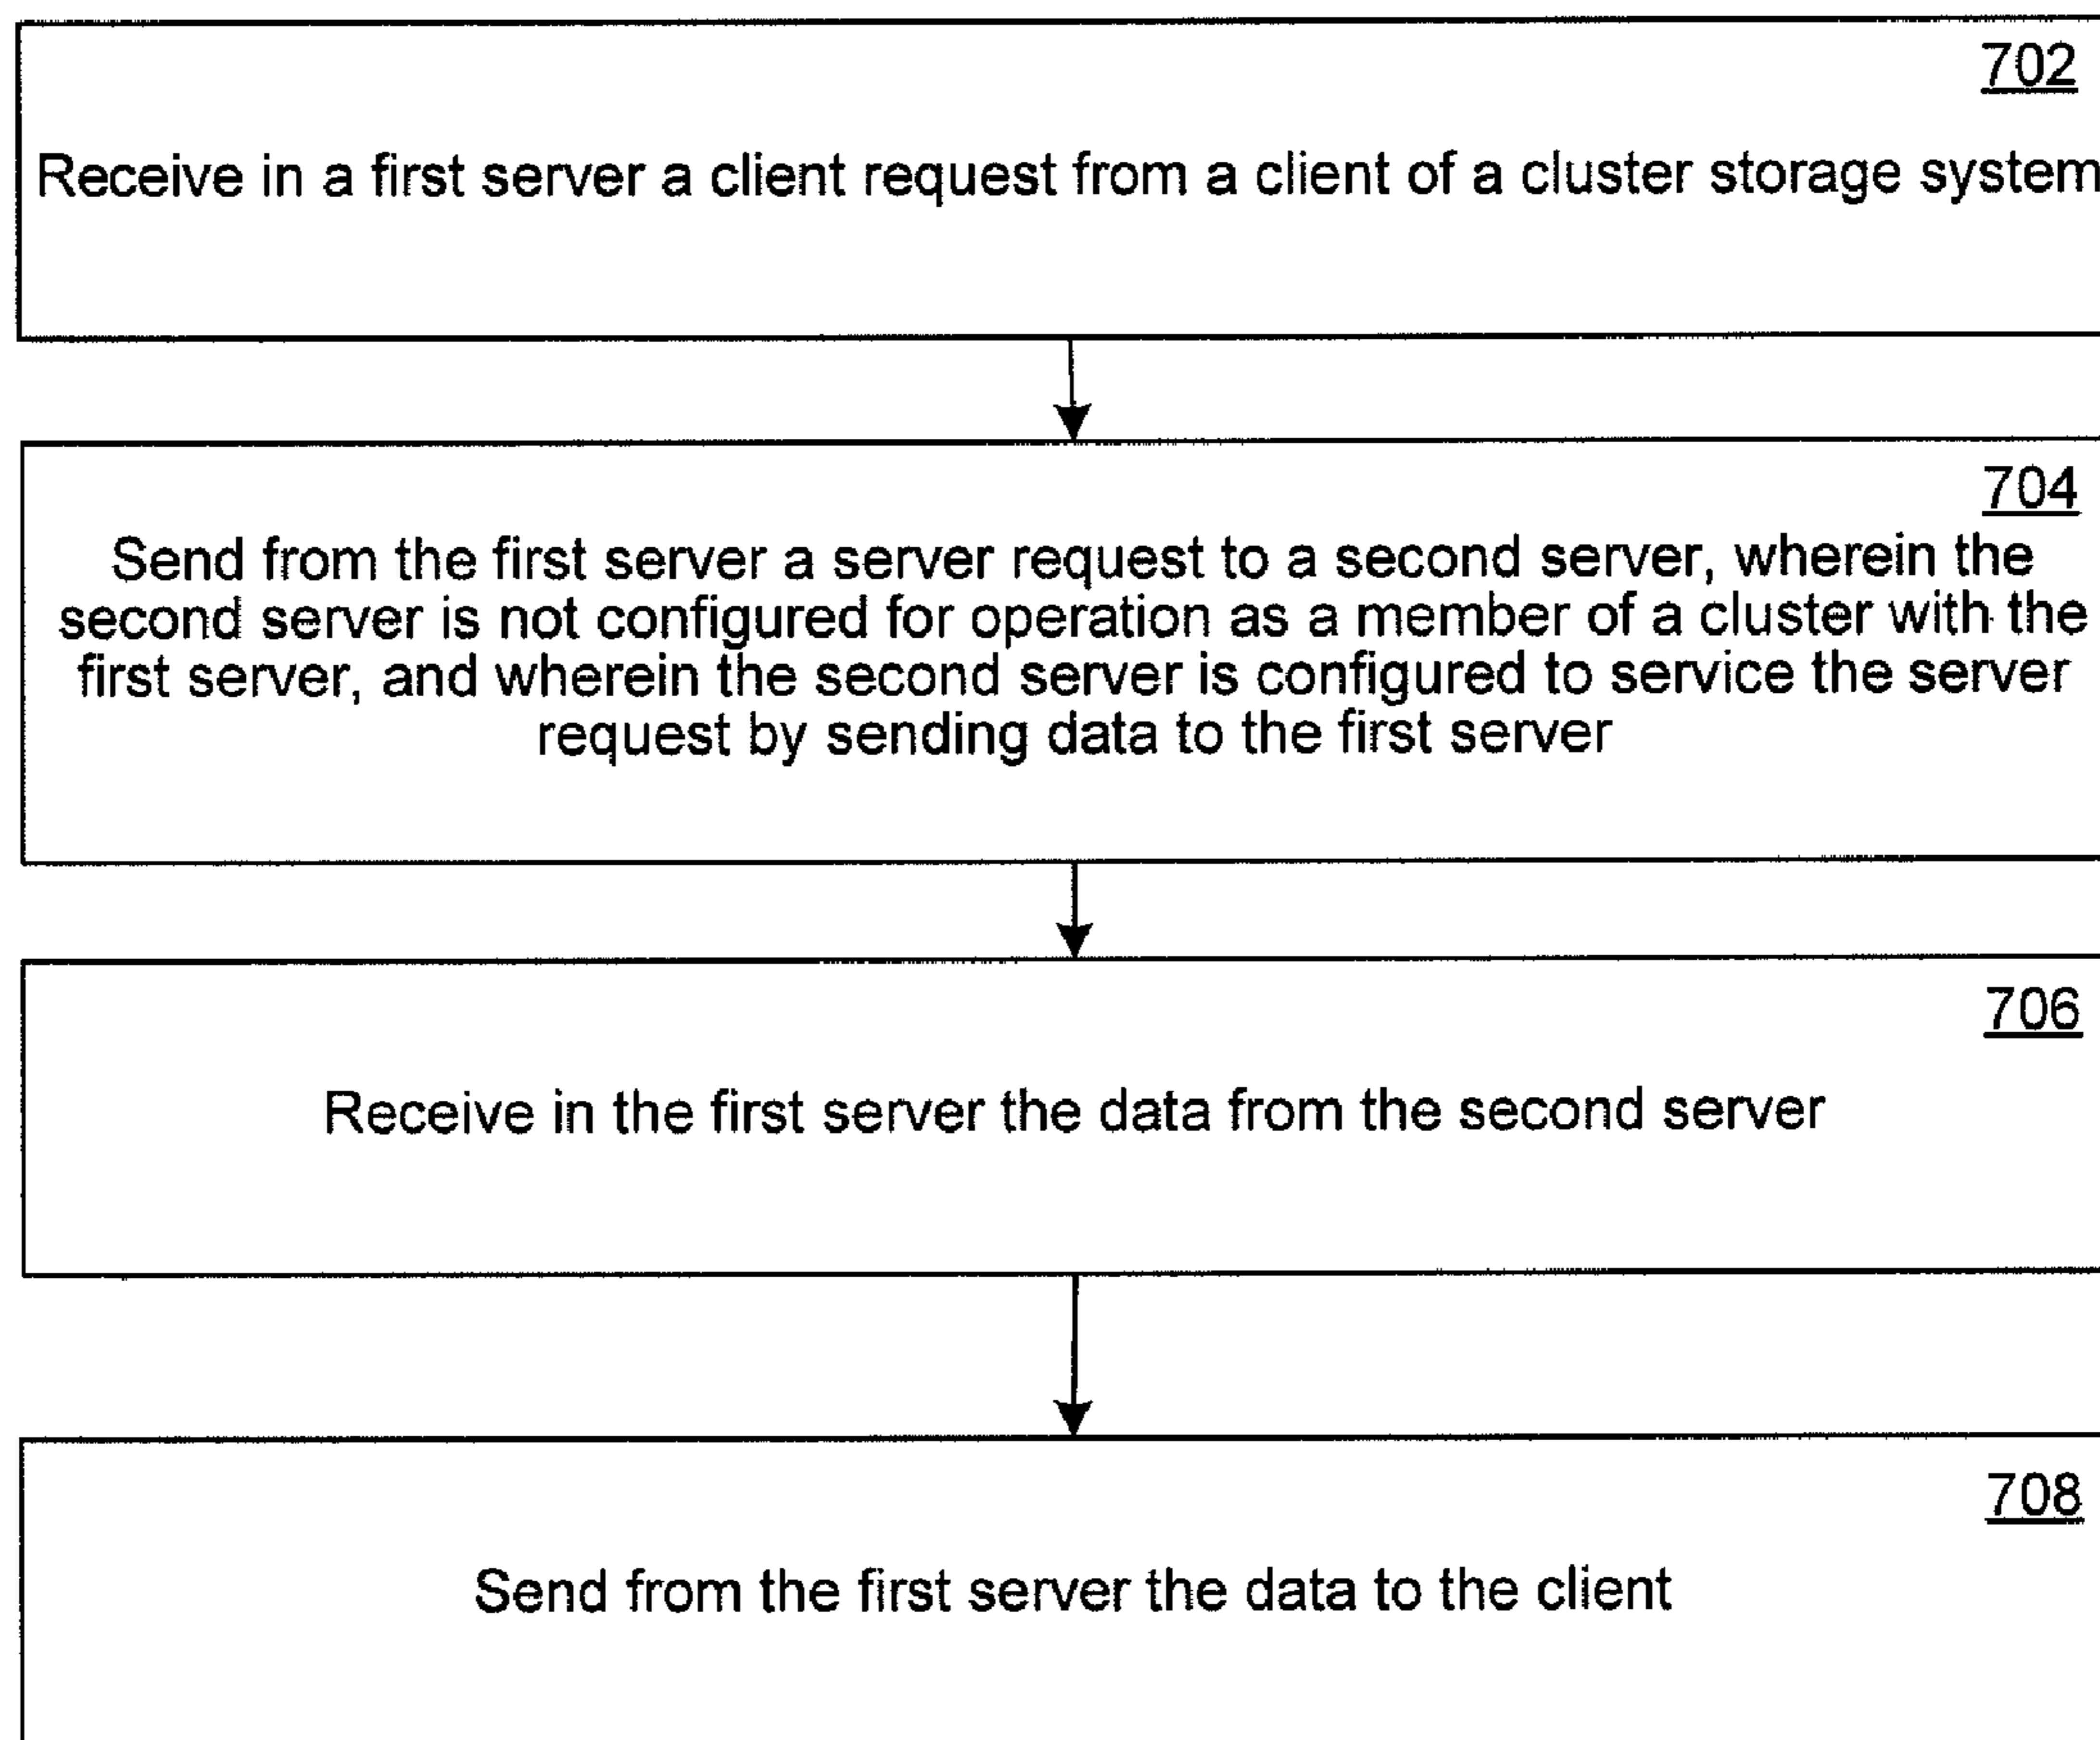 702
Receive in a first server a client request from a client of a cluster storage system
704
Send from the first server a server request to a second server, wherein the
second server is not configured for operation as a member of a cluster with the
first server, and wherein the second server is configured to service the server
request by sending data to the first server
706
Receive in the first server the data from the second server
708
Send from the first server the data to the client